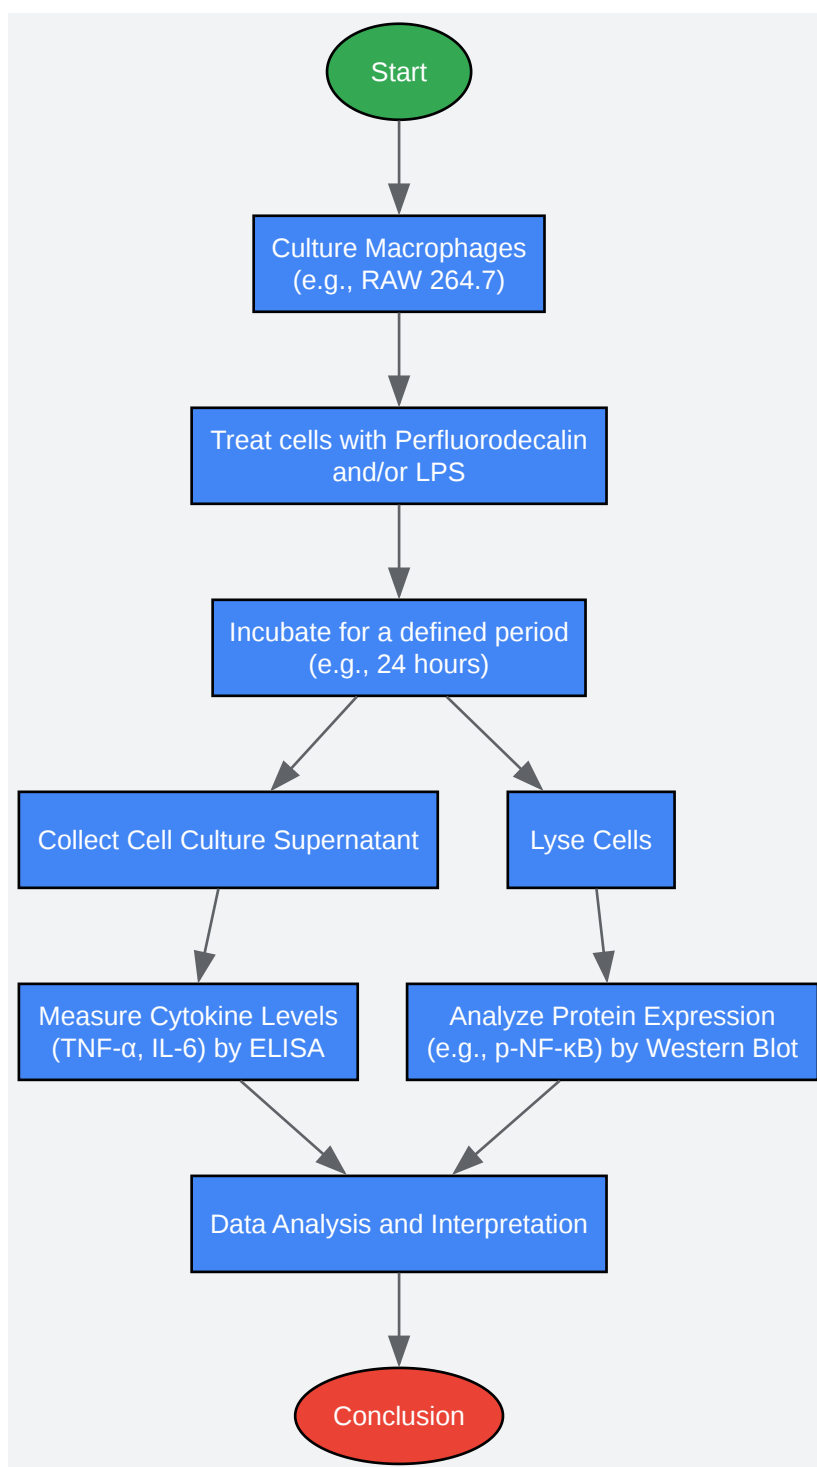 Start
Culture Macrophages
(e.g., RAW 264.7)
Treat cells with Perfluorodecalin
and/or LPS
Incubate for a defined period
(e.g., 24 hours)
Collect Cell Culture Supernatant
Lyse Cells
Measure Cytokine Levels
(TNF-α, IL-6) by ELISA
Analyze Protein Expression
(e.g., p-NF-κB) by Western Blot
Data Analysis and Interpretation
Conclusion